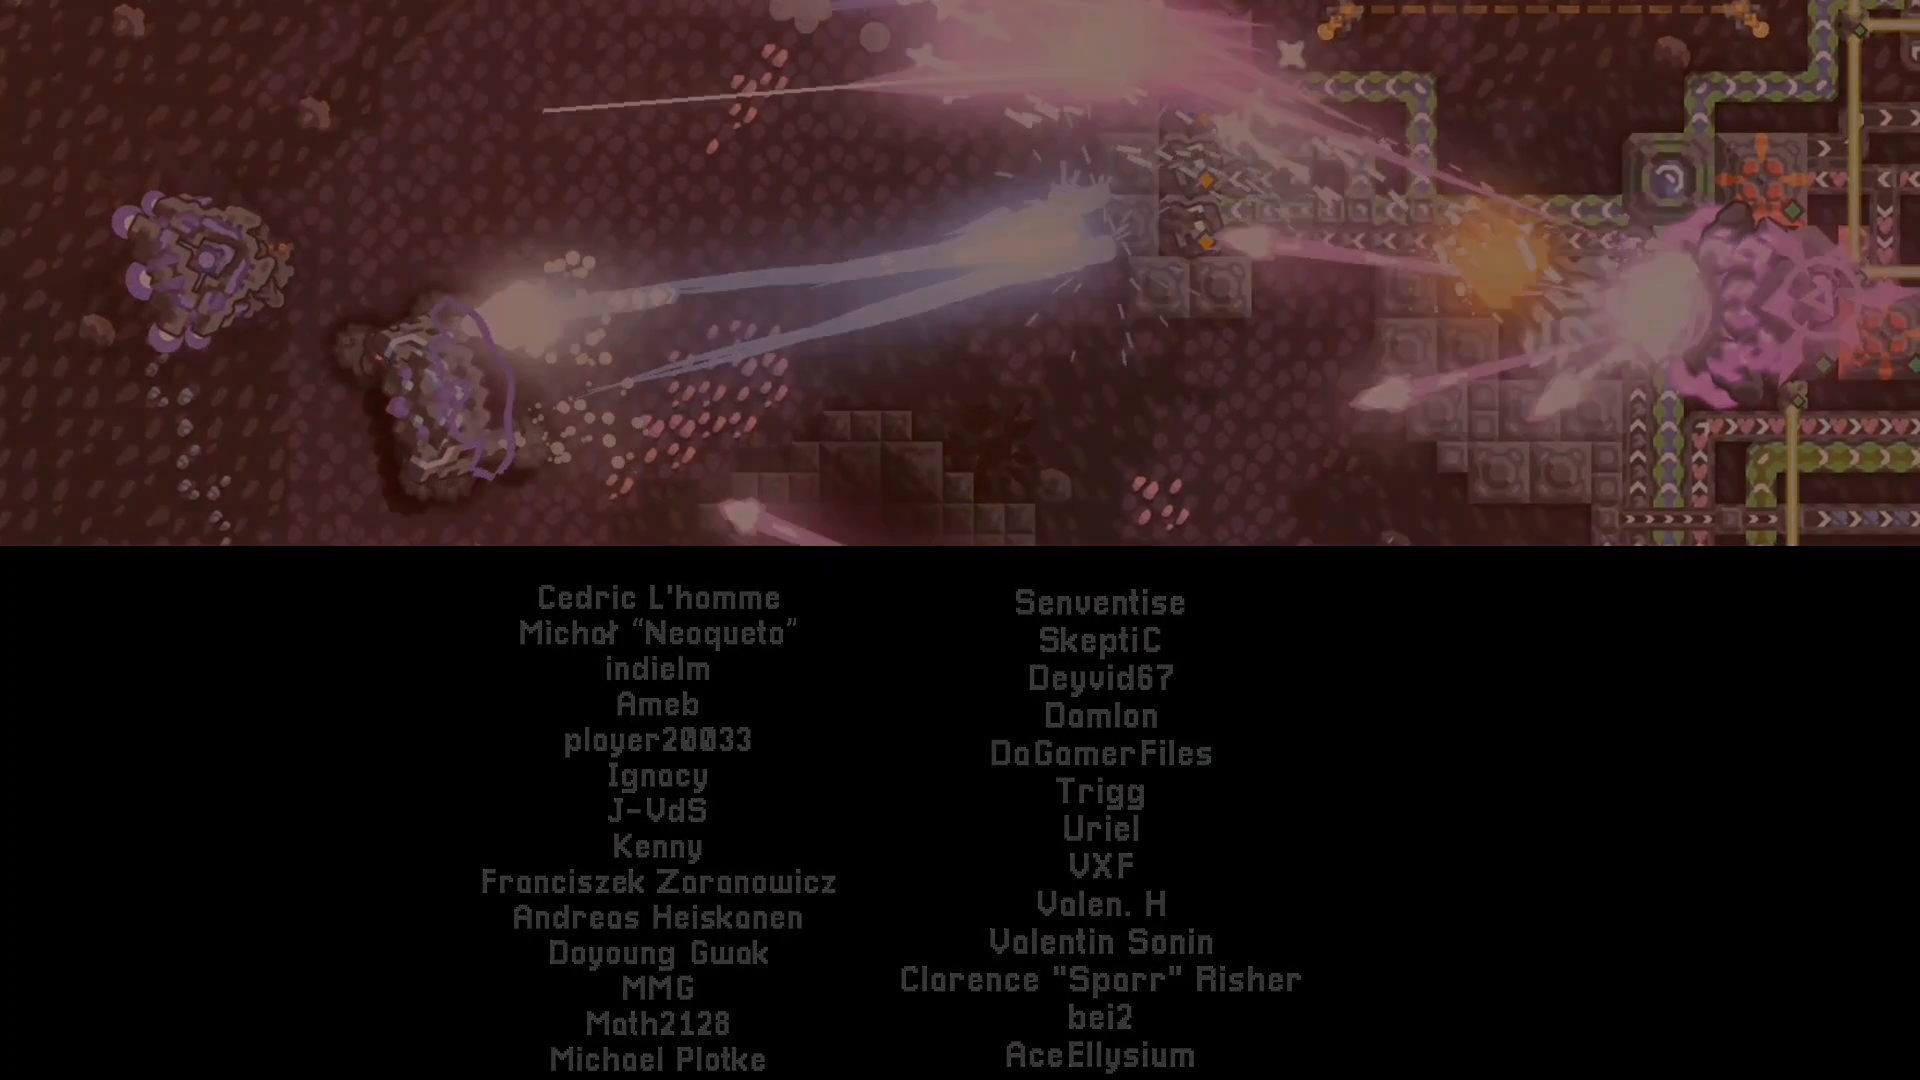 Cedric L'homme
Michał “Neoqueto”
indielm
Ameb
player20033
Ignacy
J-VdS
Kenny
Franciszek Zaranowicz
Andreas Heiskanen
Doyoung Gwak
MMG
Math2128
Michael Plotke
Senventise
SkeptiC
Deyvid67
Damlon
DaGamerFiles
Trigg
Uriel
VXF
Valen. H
Valentin Sonin
Clarence "Sparr" Risher
bei2
AceEllysium